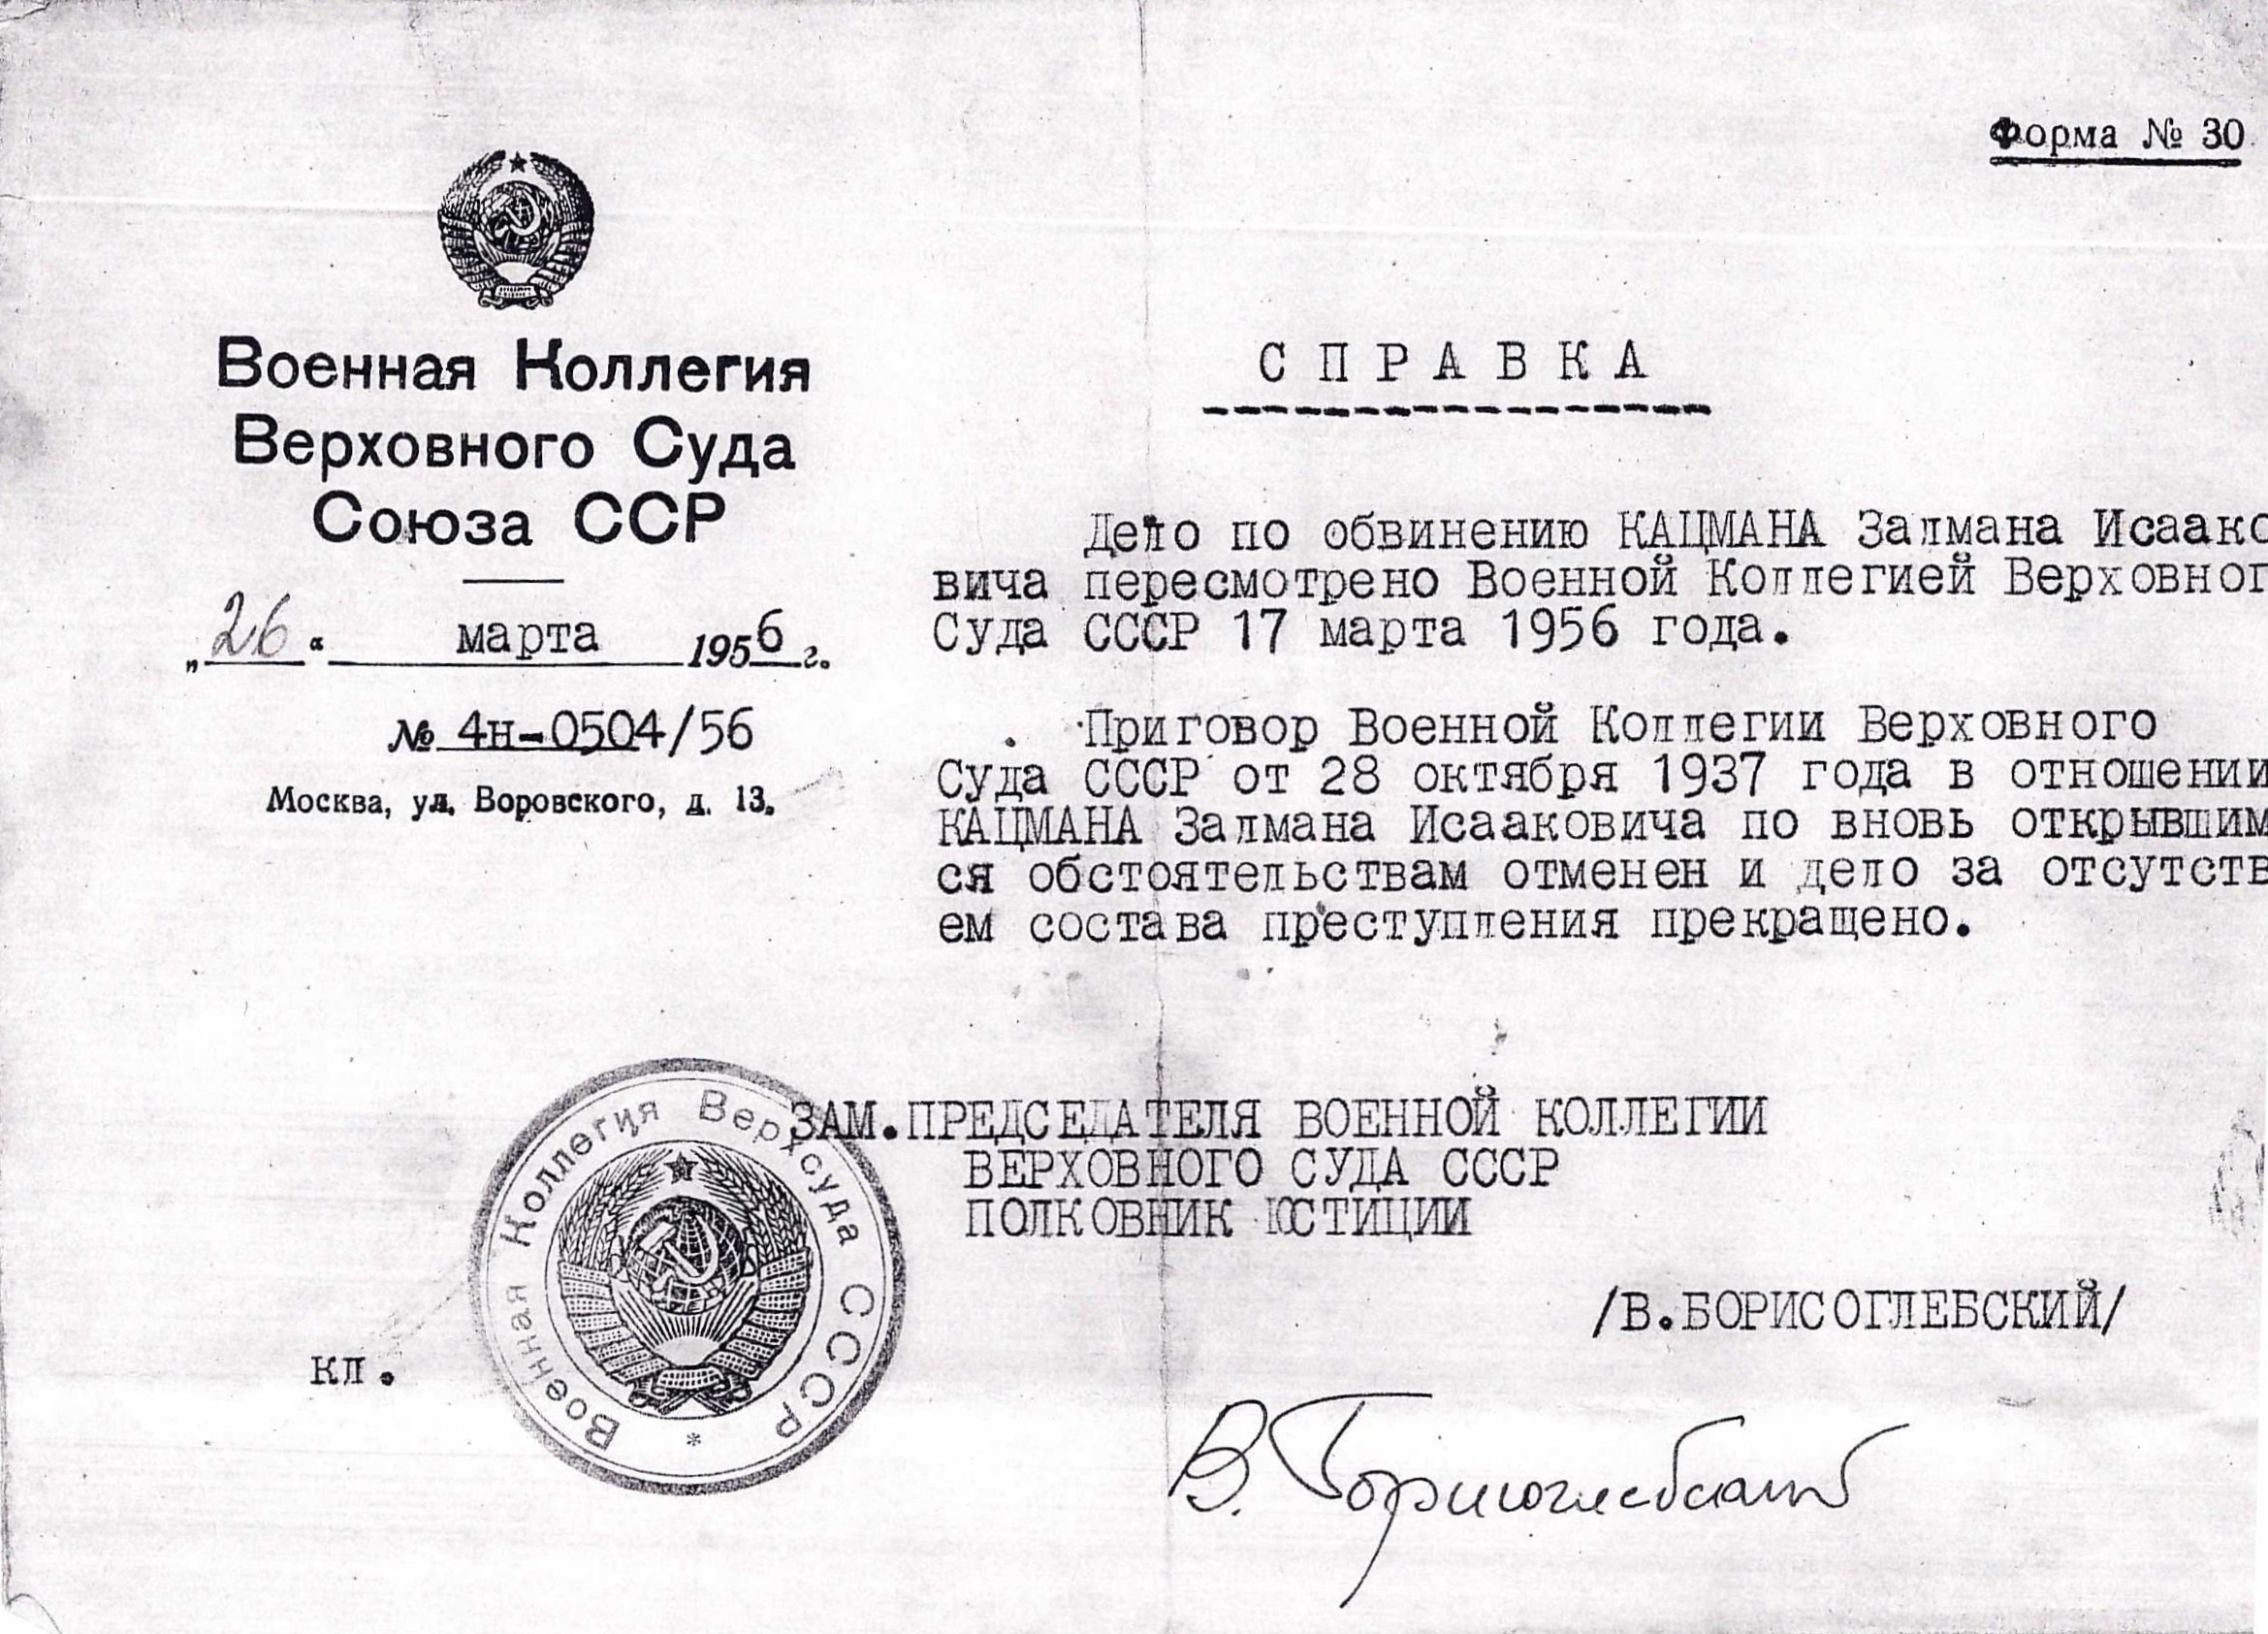 Форма № 30
Военная Коллегия
Верховного Суда
Союза ССР
„26“ марта 1956 г.
№ 4н-0504/56
Москва, ул. Воровского, д. 13.
СПРАВКА
Дело по обвинению КАЦМАНА Залмана Исаако
вича пересмотрено Военной Коллегией Верховног
Суда СССР 17 марта 1956 года.
Приговор Военной Коллегии Верховного
Суда СССР от 28 октября 1937 года в отношении
КАЦМАНА Залмана Исааковича по вновь открывшим
ся обстоятельствам отменен и дело за отсутств
ем состава преступления прекращено.
ЗАМ.ПРЕДСЕДАТЕЛЯ ВОЕННОЙ КОЛЛЕГИИ
ВЕРХОВНОГО СУДА СССР
ПОЛКОВНИК ЮСТИЦИИ
/В.БОРИСОГЛЕБСКИЙ/
кл.
Военная Коллегия Верхсуда СССР *
В. Борисоглебский